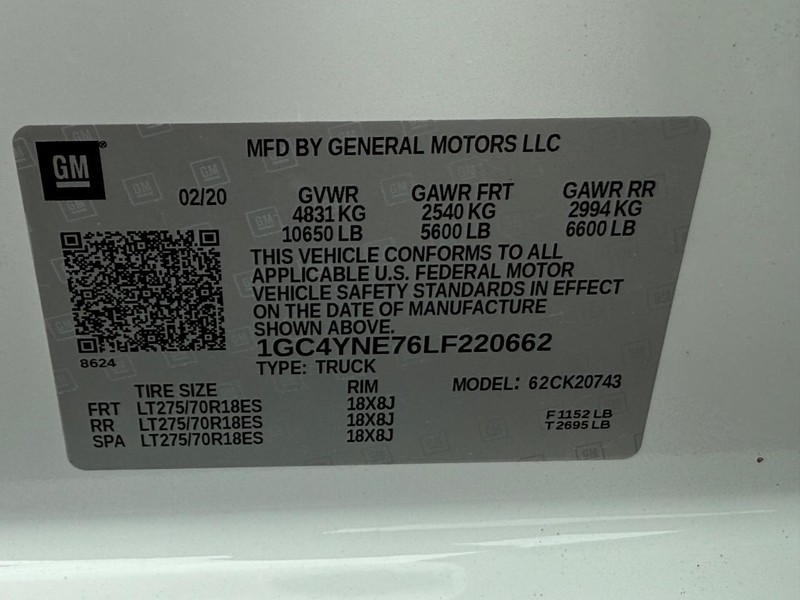 GM®
MFD BY GENERAL MOTORS LLC
02/20 GVWR GAWR FRT GAWR RR
4831 KG 2540 KG 2994 KG
10650 LB 5600 LB 6600 LB
THIS VEHICLE CONFORMS TO ALL
APPLICABLE U.S. FEDERAL MOTOR
VEHICLE SAFETY STANDARDS IN EFFECT
ON THE DATE OF MANUFACTURE
SHOWN ABOVE.
8624
1GC4YNE76LF220662
TYPE: TRUCK
TIRE SIZE RIM MODEL: 62CK20743
FRT LT275/70R18ES 18X8J
RR LT275/70R18ES 18X8J
SPA LT275/70R18ES 18X8J
F1152 LB
T2695 LB